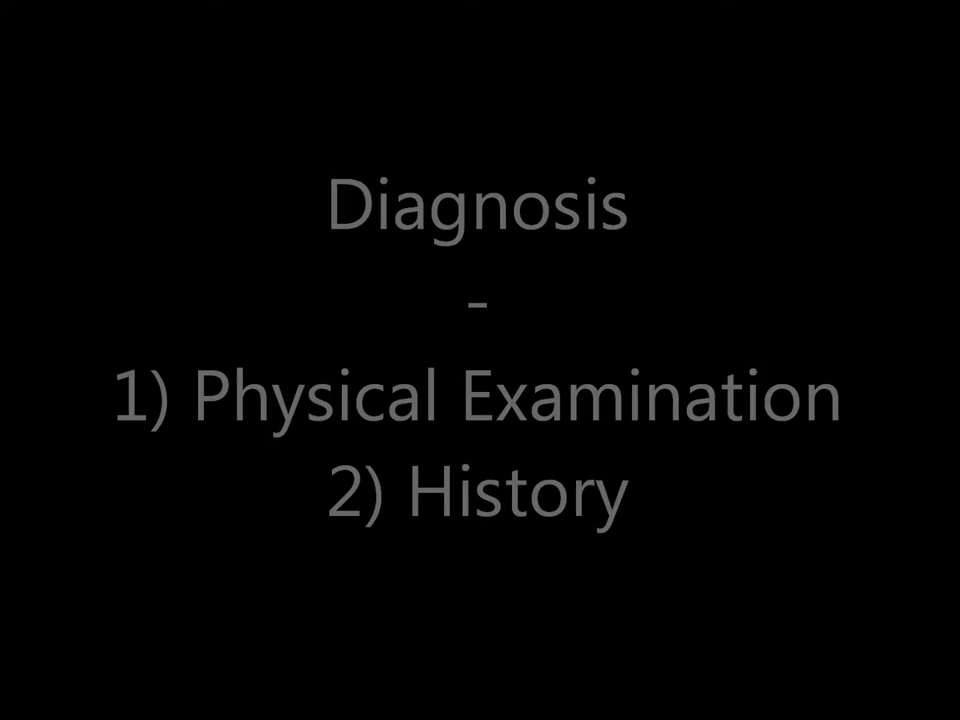 Diagnosis
-
1) Physical Examination
2) History